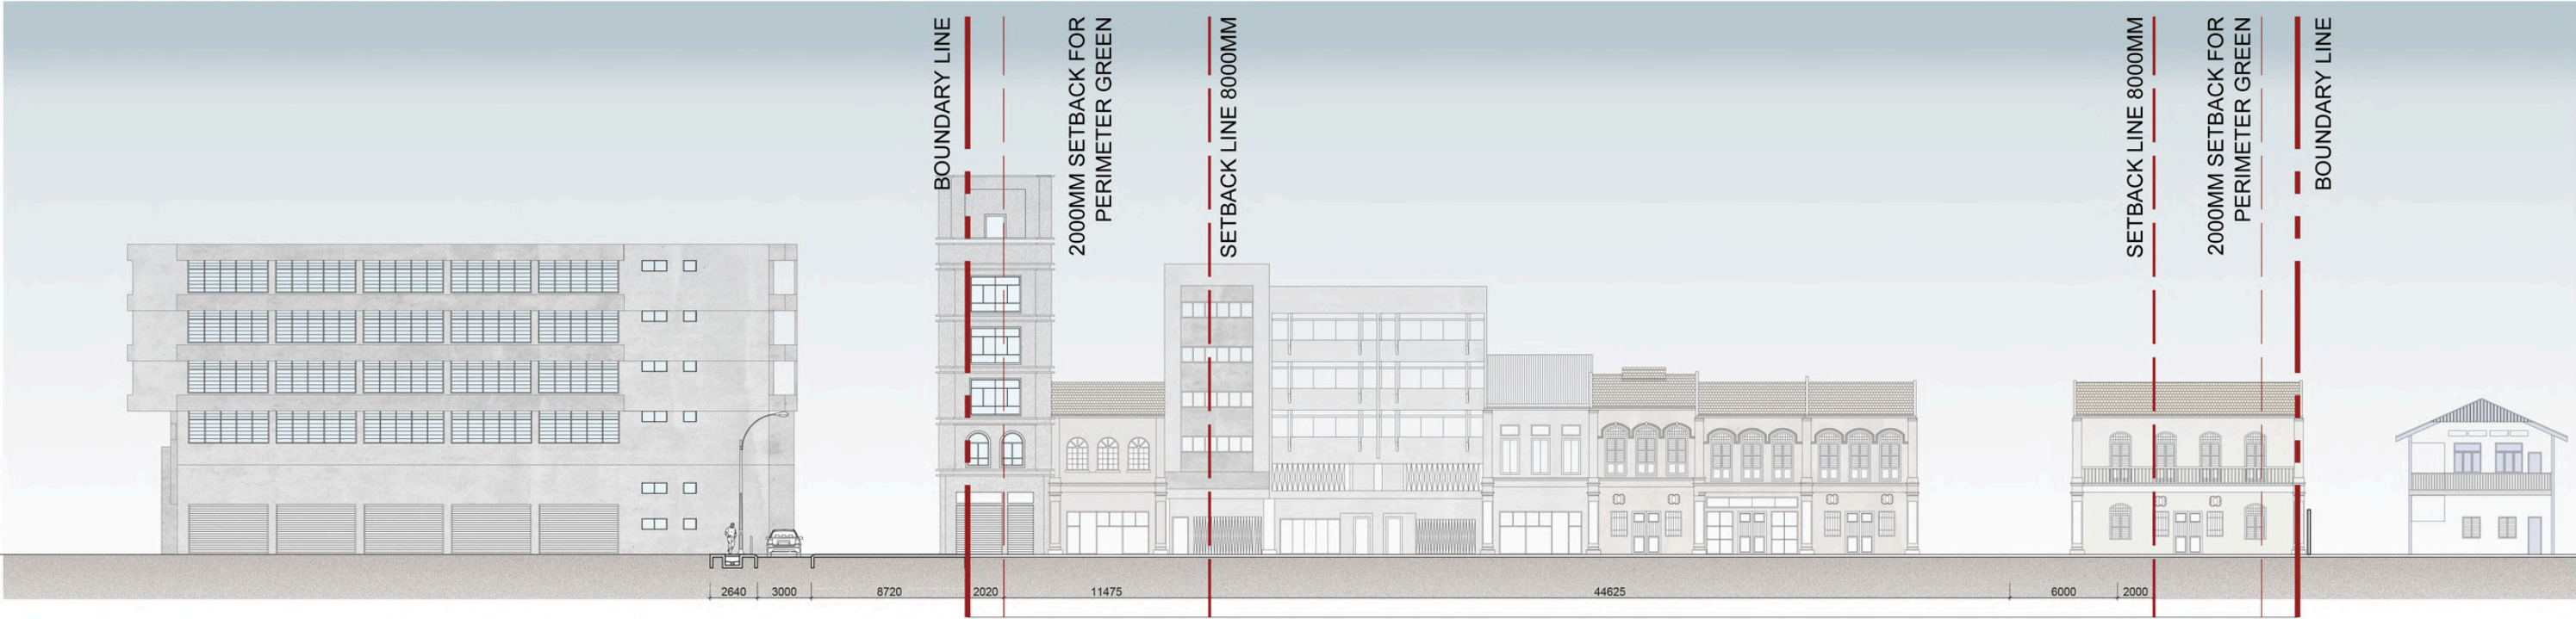 BOUNDARY LINE
2000MM SETBACK FOR
PERIMETER GREEN
SETBACK LINE 8000MM
SETBACK LINE 8000MM
2000MM SETBACK FOR
PERIMETER GREEN
BOUNDARY LINE
2640 3000 8720 2020 11475 44625 6000 2000